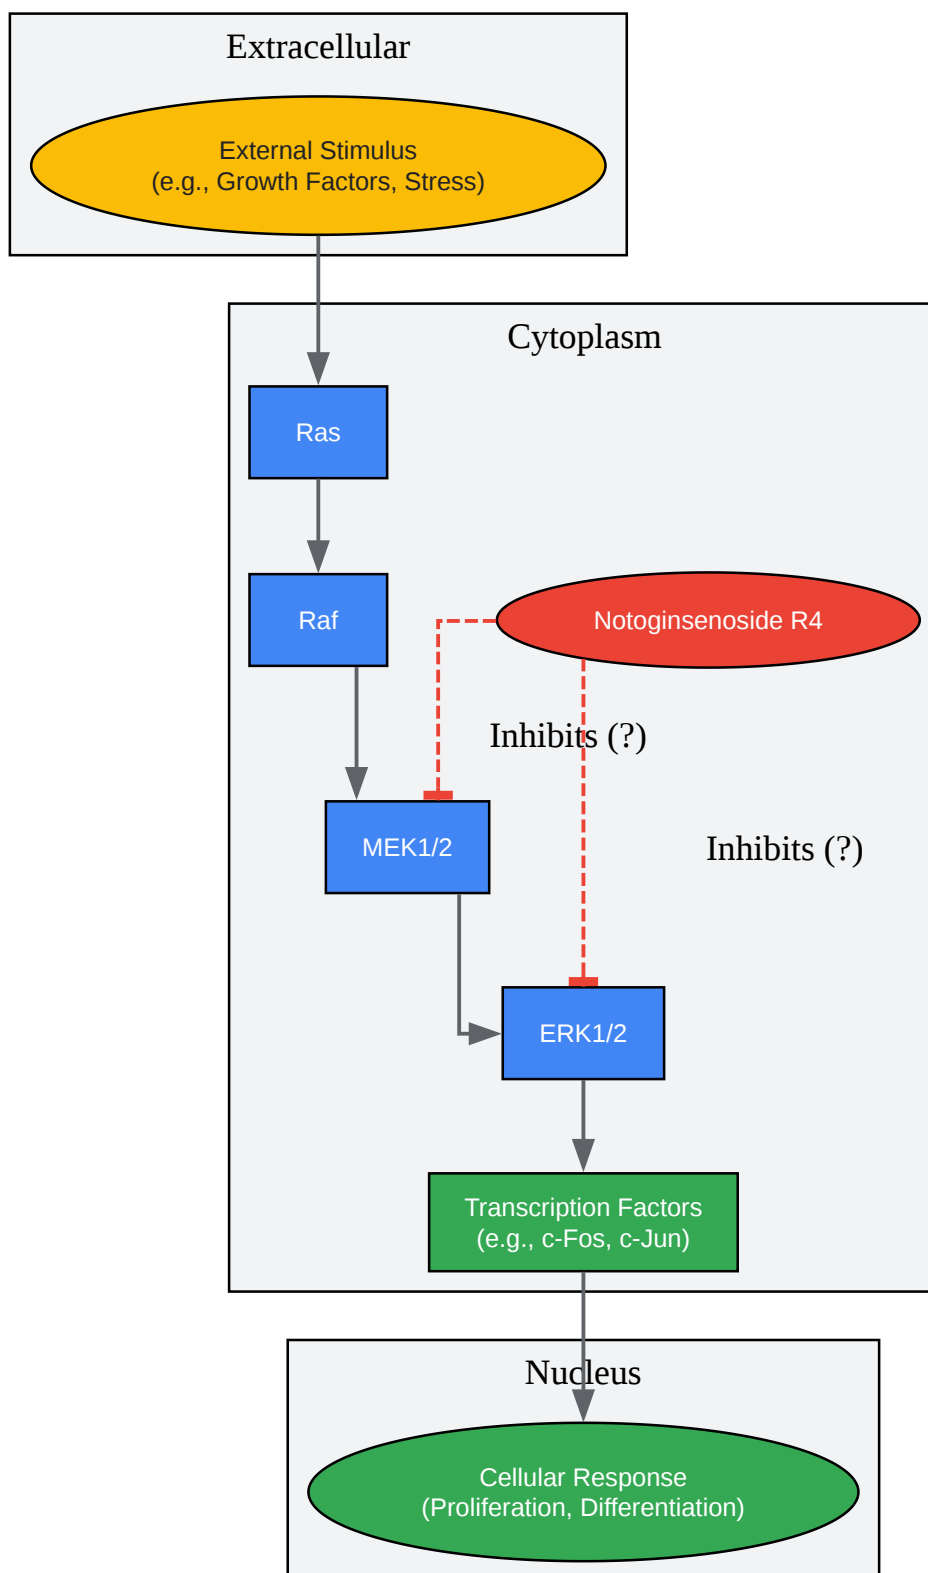 Extracellular
External Stimulus
(e.g., Growth Factors, Stress)
Cytoplasm
Ras
Raf
Notoginsenoside R4
Inhibits (?)
MEK1/2
Inhibits (?)
ERK1/2
Transcription Factors
(e.g., c-Fos, c-Jun)
Nucleus
Cellular Response
(Proliferation, Differentiation)